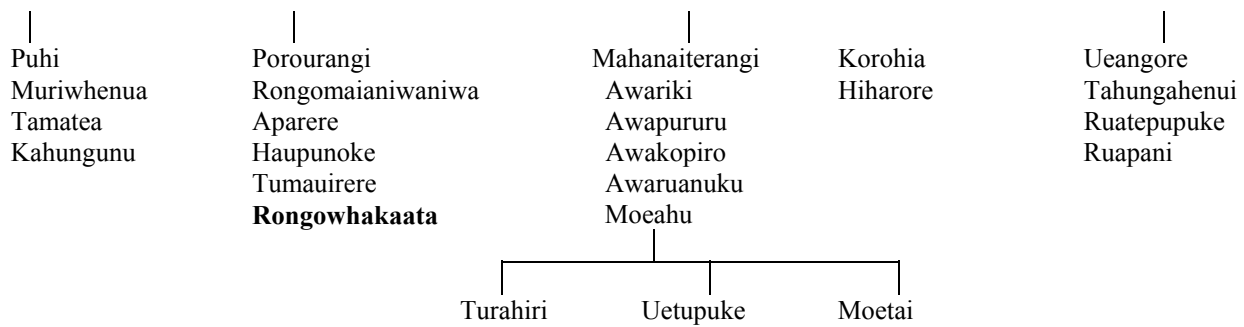 Puhi Porourangi Mahanaiterangi Korohia Ueangore
Muriwhenua Rongomaianiwaniwa Awariki Hiharore Tahungahenui
Tamatea Aparere Awapururu Ruatepupuke
Kahungunu Haupunoke Awakopiro Ruapani
Tumauirere Awaruanuku
Rongowhakaata Moeahu
Turahiri Uetupuke Moetai